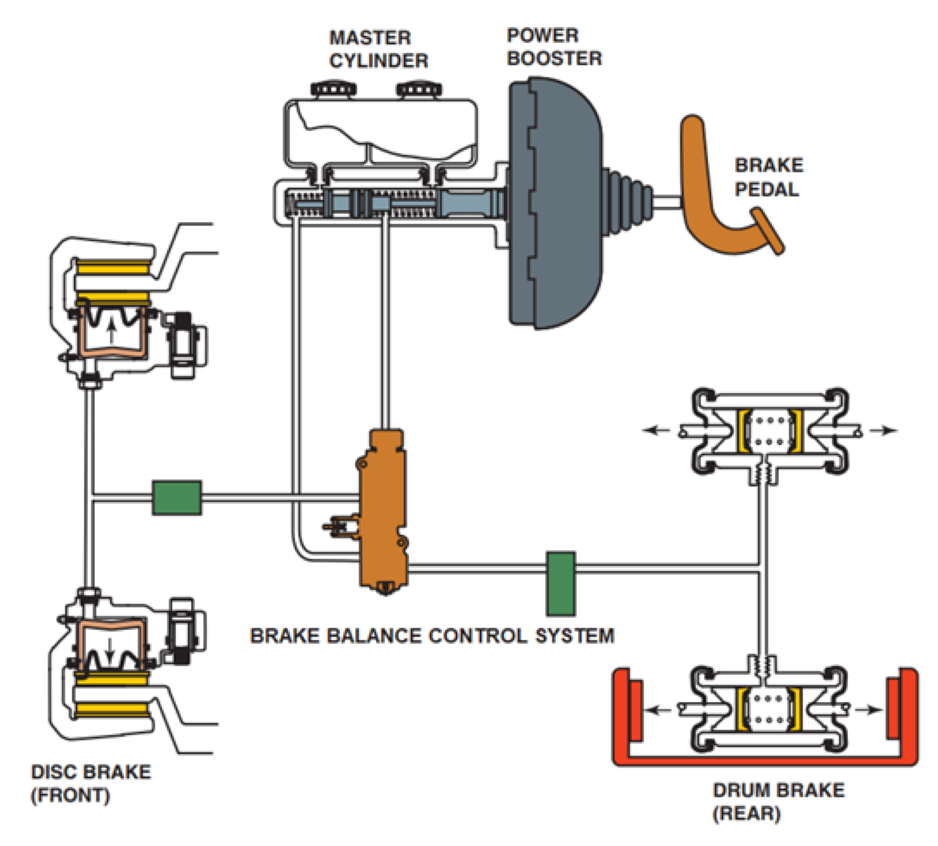 MASTER
CYLINDER
POWER
BOOSTER
BRAKE
PEDAL
BRAKE BALANCE CONTROL SYSTEM
DISC BRAKE
(FRONT)
DRUM BRAKE
(REAR)